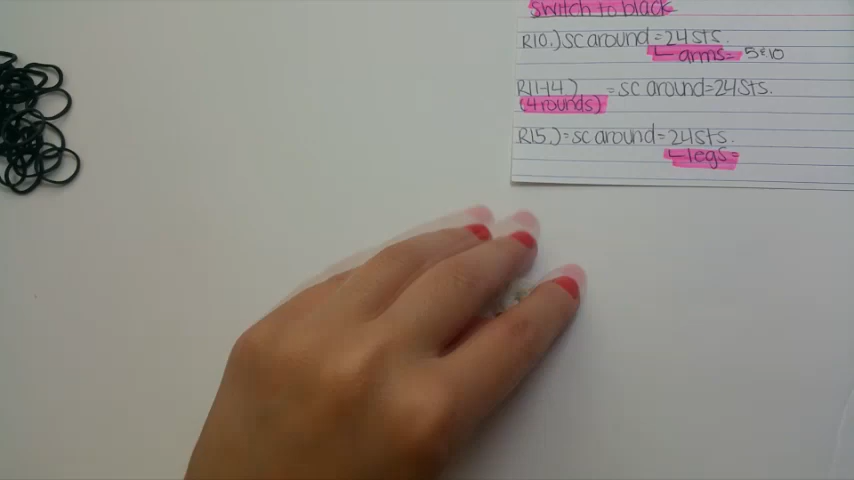 switch to black
R10.) sc around = 24 sts.
↳ arms = 5 & 10
R11-14.) = sc around = 24 sts.
(4 rounds)
R15.) = sc around = 24 sts.
↳ legs =